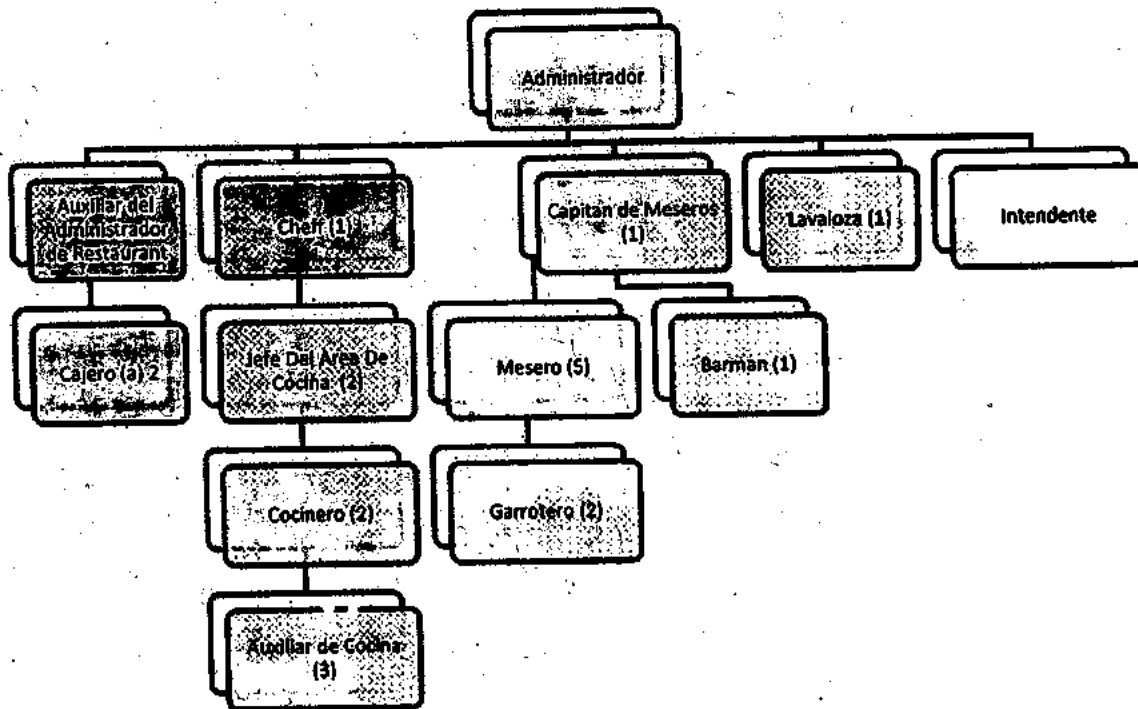 Administrador
Auxiliar del
Administrador
de Restaurant
Cheff (1)
Capitan de Meseros
(1)
Lavaloza (1)
Intendente
Cajero (a) 2
Jefe Del Área De
Cocina (2)
Mesero (5)
Barman (1)
Cocinero (2)
Garrotero (2)
Auxiliar de Cocina
(3)